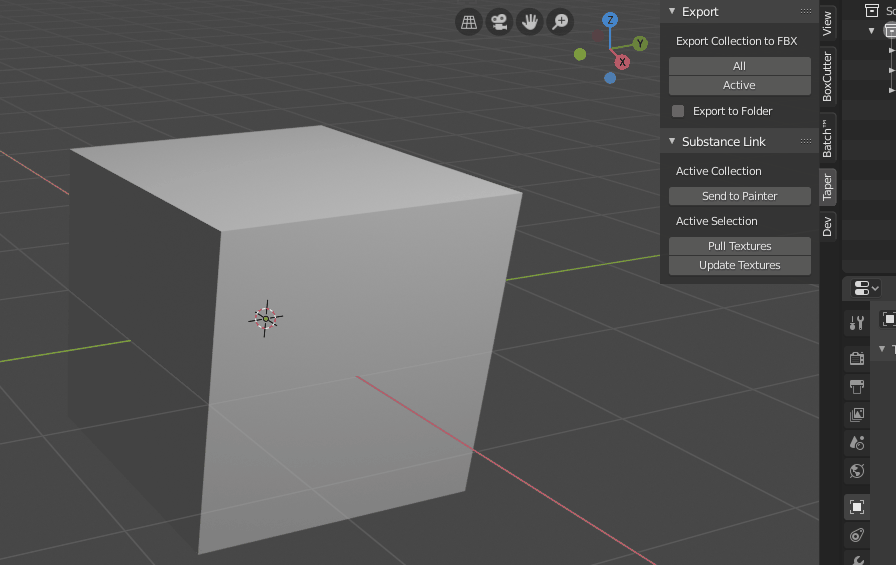 Export
Export Collection to FBX
All
Active
Export to Folder
Substance Link
Active Collection
Send to Painter
Active Selection
Pull Textures
Update Textures
Z
Y
X
View
BoxCutter
Batch™
Taper
Dev
Sc